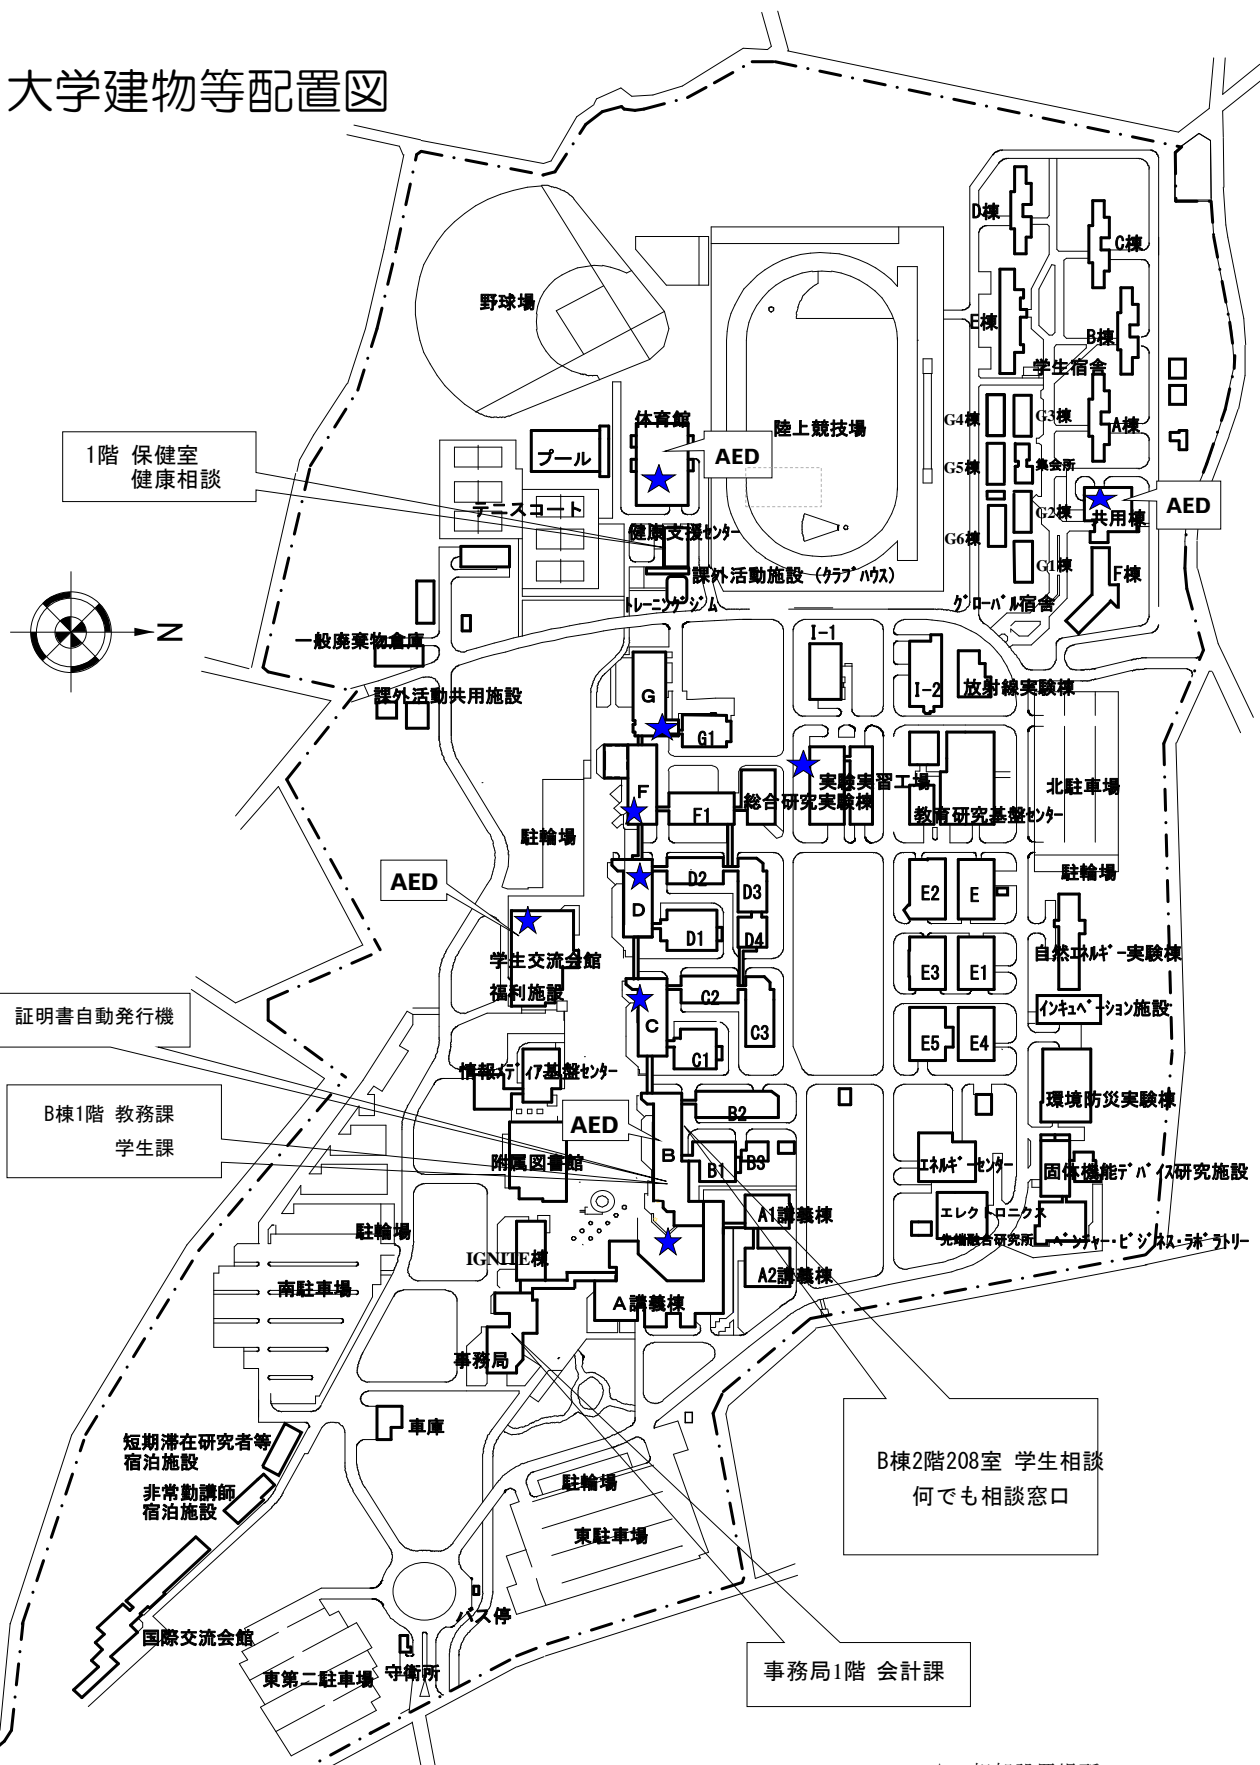 大学建物等配置図
D棟
C棟
野球場
E棟
B棟
学生宿舎
体育館
陸上競技場
G4棟
G3棟
A棟
1階 保健室
健康相談
プール
AED
G5棟
集会所
テニスコート
G2棟
共用棟
AED
健康支援センター
G6棟
課外活動施設(クラブハウス)
G1棟
F棟
トレーニングジム
グローバル宿舎
N
一般廃棄物倉庫
I-1
課外活動共用施設
G
I-2
放射線実験棟
G1
実験実習工場
北駐車場
F
総合研究実験棟
F1
教育研究基盤センター
駐輪場
駐輪場
AED
D2
D3
E2
E
D
D1
D4
学生交流会館
自然エネルギー実験棟
E3
E1
福利施設
C2
インキュベーション施設
証明書自動発行機
C
C3
E5
E4
C1
情報メディア基盤センター
環境防災実験棟
B棟1階 教務課
学生課
AED
B2
B
附属図書館
B1
B3
エネルギーセンター
固体機能デバイス研究施設
A1講義棟
エレクトロニクス
先端融合研究所
ベンチャー・ビジネス・ラボラトリー
駐輪場
IGNITE棟
A2講義棟
南駐車場
A講義棟
事務局
車庫
短期滞在研究者等
宿泊施設
B棟2階208室 学生相談
何でも相談窓口
非常勤講師
宿泊施設
駐輪場
東駐車場
バス停
国際交流会館
東第二駐車場
守衛所
事務局1階 会計課